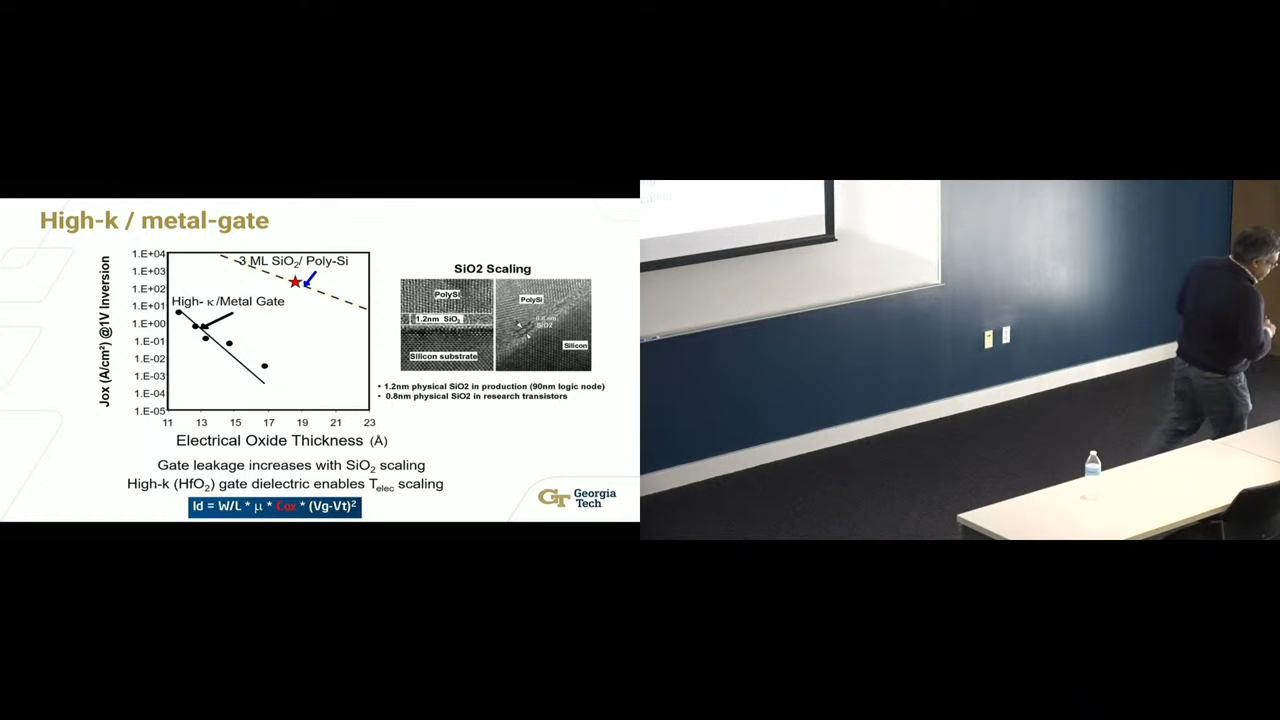 High-k / metal-gate
Jox (A/cm²) @1V Inversion
1.E+04
1.E+03
1.E+02
1.E+01
1.E+00
1.E-01
1.E-02
1.E-03
1.E-04
1.E-05
3 ML SiO2/ Poly-Si
High- κ/Metal Gate
11 13 15 17 19 21 23
Electrical Oxide Thickness (Å)
SiO2 Scaling
PolySi
1.2nm SiO2
Silicon substrate
PolySi
0.8 nm
SiO2
Silicon
• 1.2nm physical SiO2 in production (90nm logic node)
• 0.8nm physical SiO2 in research transistors
Gate leakage increases with SiO2 scaling
High-k (HfO2) gate dielectric enables Telec scaling
Id = W/L * μ * Cox * (Vg-Vt)2
GT Georgia
Tech